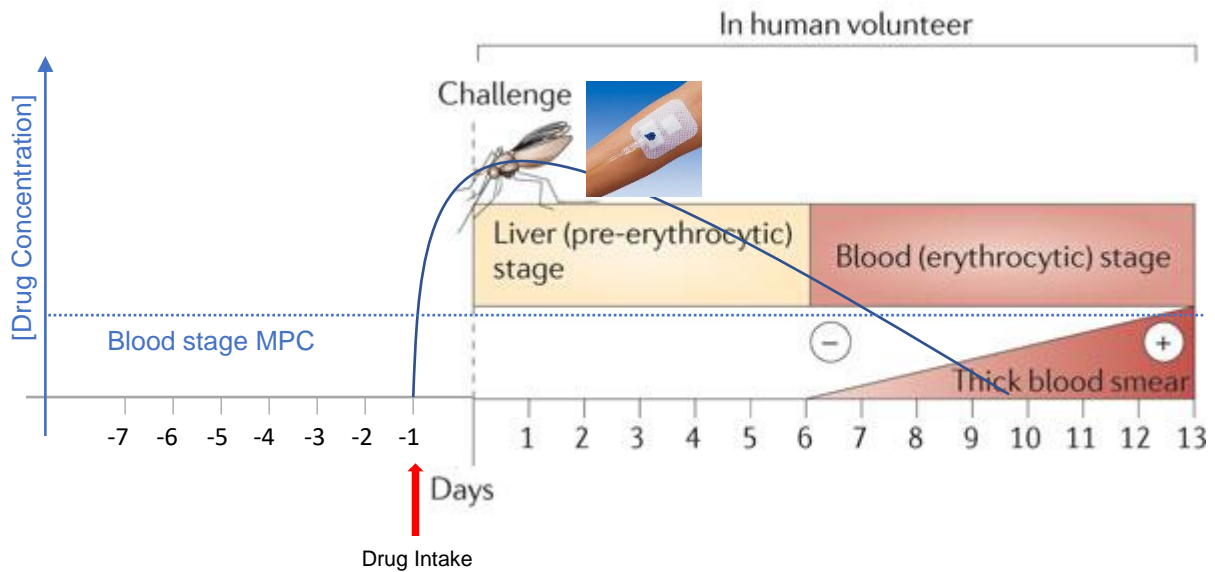 In human volunteer
[Drug Concentration]
Challenge
Liver (pre-erythrocytic)
stage
Blood (erythrocytic) stage
Blood stage MPC
−
+
Thick blood smear
-7 -6 -5 -4 -3 -2 -1 1 2 3 4 5 6 7 8 9 10 11 12 13
Days
Drug Intake